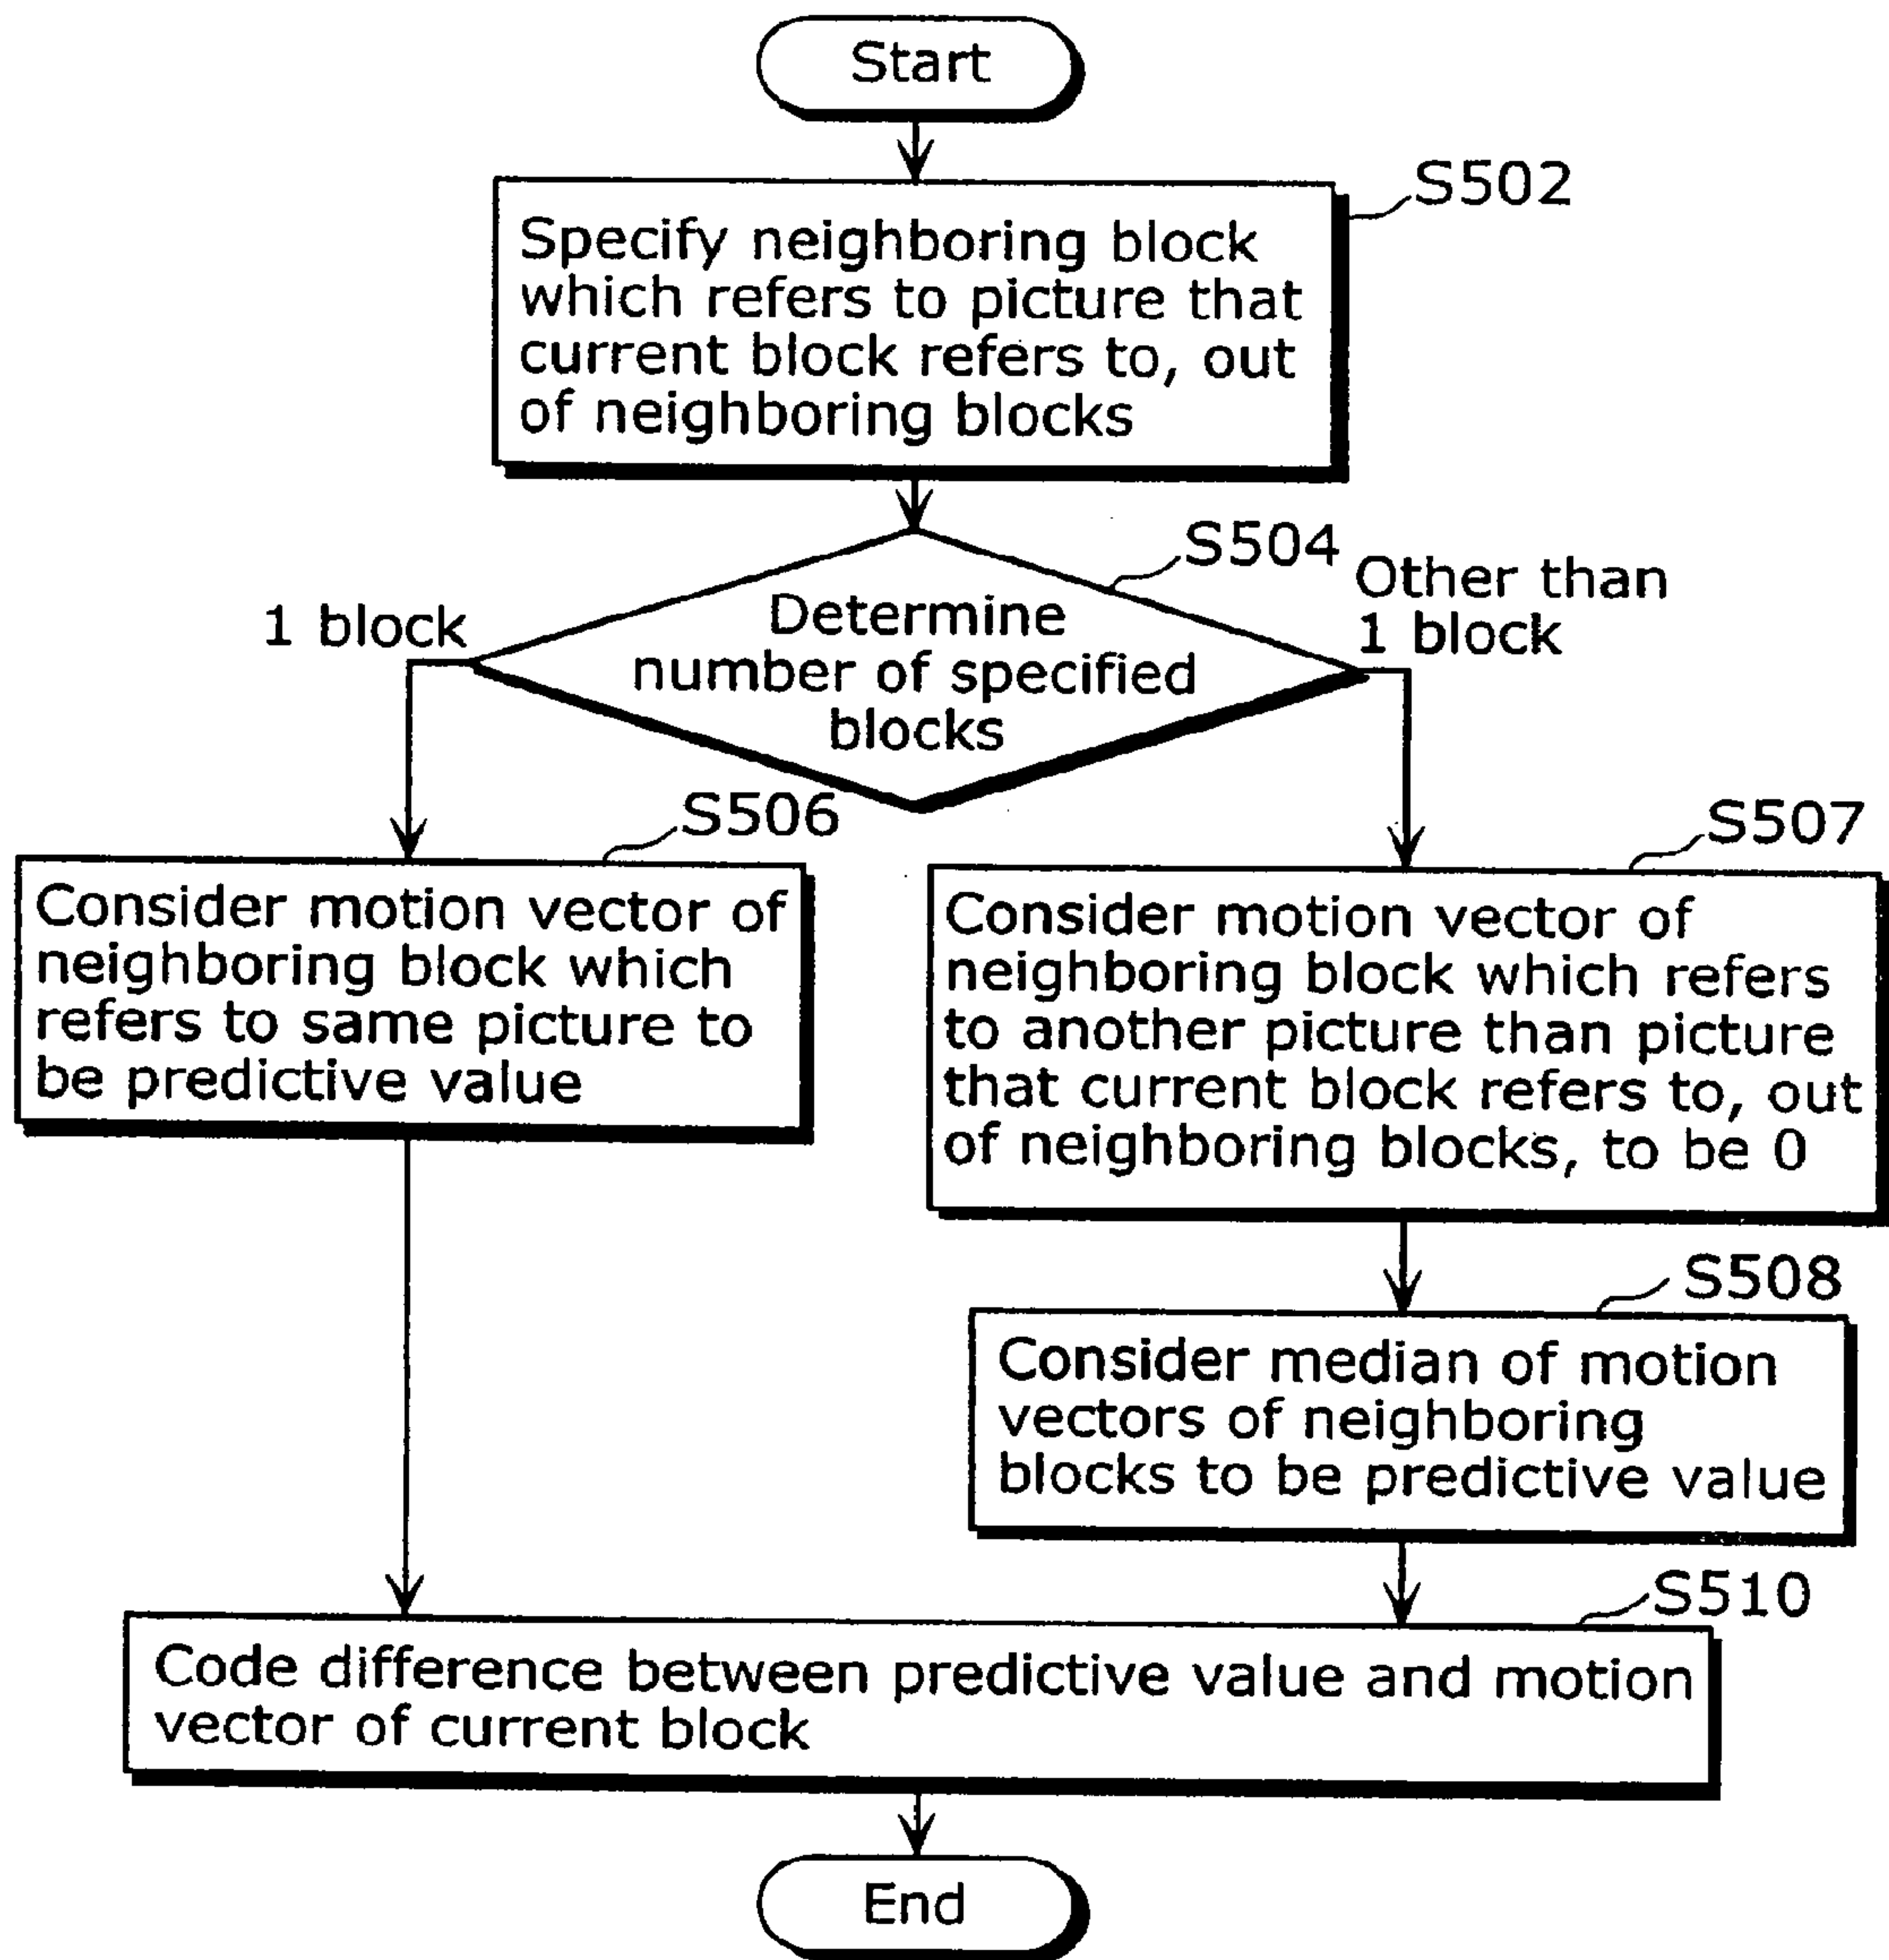 Start
S502
Specify neighboring block
which refers to picture that
current block refers to, out
of neighboring blocks
S504
Determine
number of specified
blocks
1 block
Other than
1 block
S506
Consider motion vector of
neighboring block which
refers to same picture to
be predictive value
S507
Consider motion vector of
neighboring block which refers
to another picture than picture
that current block refers to, out
of neighboring blocks, to be 0
S508
Consider median of motion
vectors of neighboring
blocks to be predictive value
S510
Code difference between predictive value and motion
vector of current block
End